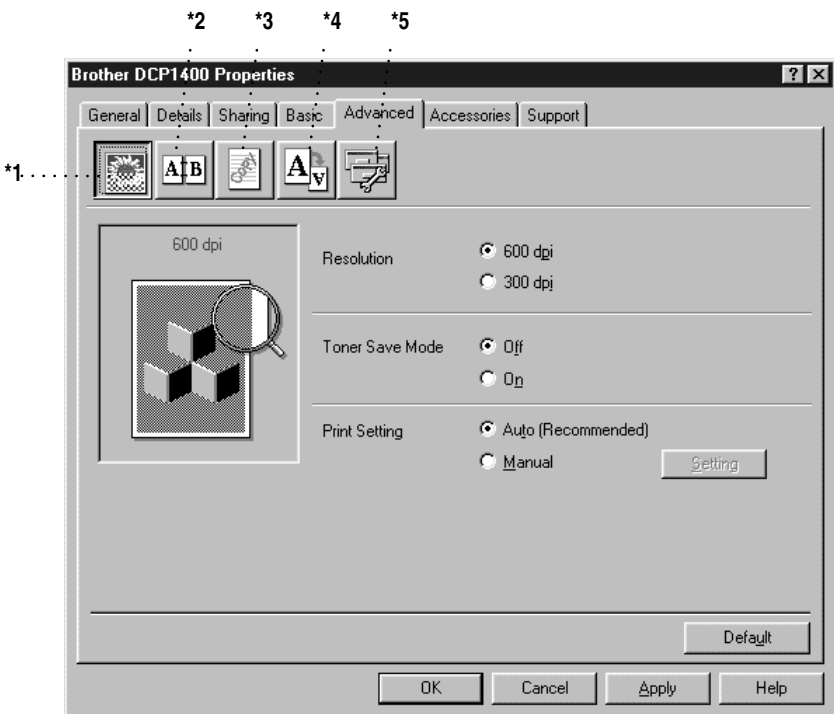 *2 *3 *4 *5
Brother DCP1400 Properties
General Details Sharing Basic Advanced Accessories Support
*1
A B COPY A A
600 dpi
Resolution
600 dpi
300 dpi
Toner Save Mode
Off
On
Print Setting
Auto (Recommended)
Manual
Setting
Default
OK Cancel Apply Help